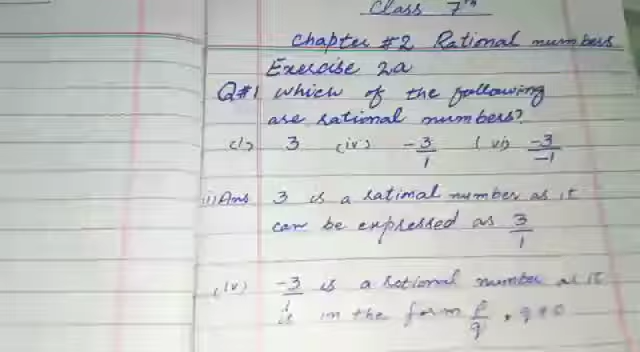 Class 7th
Chapter #2 Rational numbers
Exercise 2a
Q#1 which of the following
are rational numbers?
(i) 3 (iv) -3/1 (vi) -3/-1
(i) Ans 3 is a rational number as it
can be expressed as 3/1
(iv) -3/1 is a rational number as it
is in the form p/q, q≠0